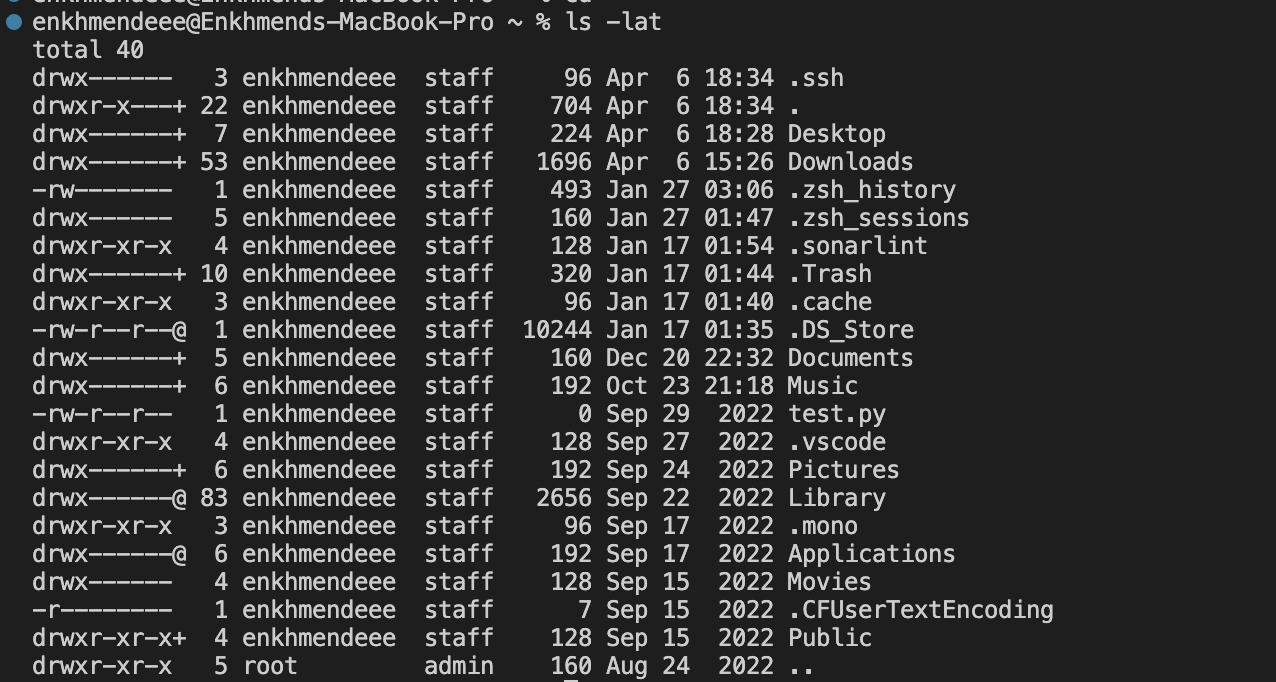 enkhmendeee@Enkhmends-MacBook-Pro ~ % cd
enkhmendeee@Enkhmends-MacBook-Pro ~ % ls -lat
total 40
drwx------   3 enkhmendeee  staff     96 Apr  6 18:34 .ssh
drwxr-x---+ 22 enkhmendeee  staff    704 Apr  6 18:34 .
drwx------+  7 enkhmendeee  staff    224 Apr  6 18:28 Desktop
drwx------+ 53 enkhmendeee  staff   1696 Apr  6 15:26 Downloads
-rw-------   1 enkhmendeee  staff    493 Jan 27 03:06 .zsh_history
drwx------   5 enkhmendeee  staff    160 Jan 27 01:47 .zsh_sessions
drwxr-xr-x   4 enkhmendeee  staff    128 Jan 17 01:54 .sonarlint
drwx------+ 10 enkhmendeee  staff    320 Jan 17 01:44 .Trash
drwxr-xr-x   3 enkhmendeee  staff     96 Jan 17 01:40 .cache
-rw-r--r--@  1 enkhmendeee  staff  10244 Jan 17 01:35 .DS_Store
drwx------+  5 enkhmendeee  staff    160 Dec 20 22:32 Documents
drwx------+  6 enkhmendeee  staff    192 Oct 23 21:18 Music
-rw-r--r--   1 enkhmendeee  staff      0 Sep 29  2022 test.py
drwxr-xr-x   4 enkhmendeee  staff    128 Sep 27  2022 .vscode
drwx------+  6 enkhmendeee  staff    192 Sep 24  2022 Pictures
drwx------@ 83 enkhmendeee  staff   2656 Sep 22  2022 Library
drwxr-xr-x   3 enkhmendeee  staff     96 Sep 17  2022 .mono
drwx------@  6 enkhmendeee  staff    192 Sep 17  2022 Applications
drwx------   4 enkhmendeee  staff    128 Sep 15  2022 Movies
-r--------   1 enkhmendeee  staff      7 Sep 15  2022 .CFUserTextEncoding
drwxr-xr-x+  4 enkhmendeee  staff    128 Sep 15  2022 Public
drwxr-xr-x   5 root         admin    160 Aug 24  2022 ..